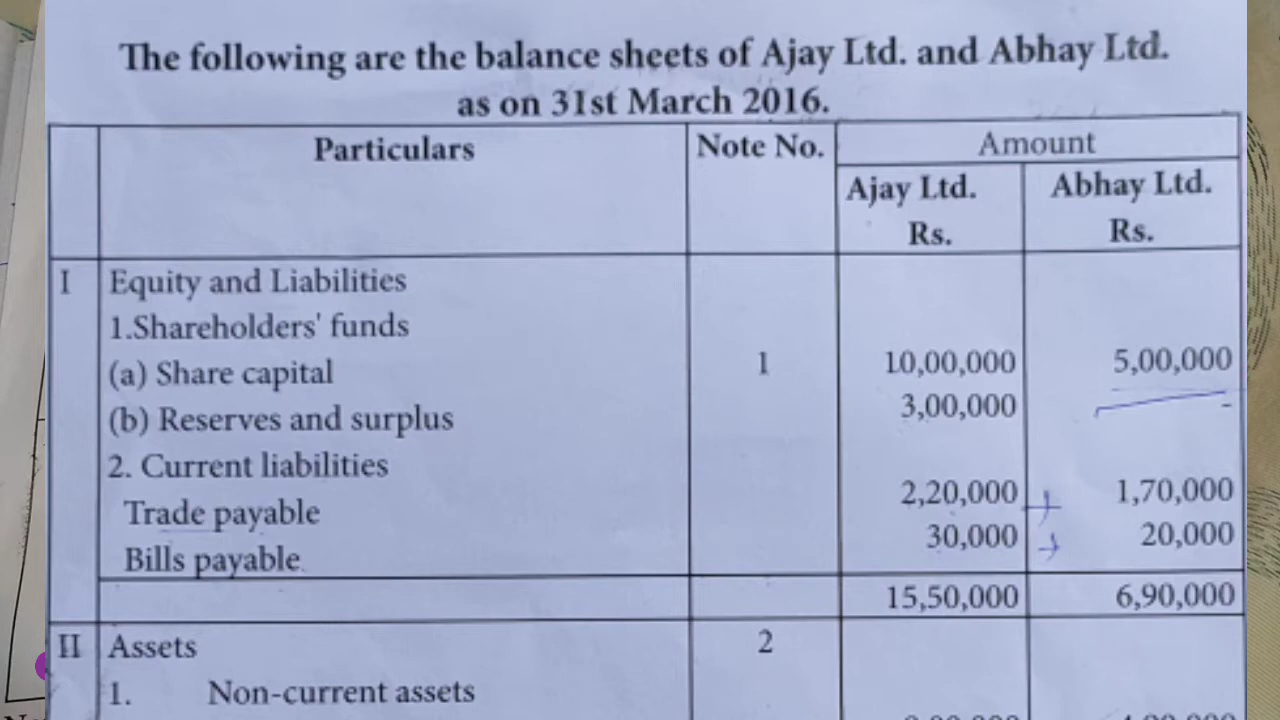 The following are the balance sheets of Ajay Ltd. and Abhay Ltd.
as on 31st March 2016.
Particulars Note No. Amount
Ajay Ltd. Rs. Abhay Ltd. Rs.
I Equity and Liabilities
1.Shareholders' funds
(a) Share capital 1 10,00,000 5,00,000
(b) Reserves and surplus 3,00,000 -
2. Current liabilities
Trade payable 2,20,000 1,70,000
Bills payable 30,000 20,000
15,50,000 6,90,000
II Assets 2
1. Non-current assets